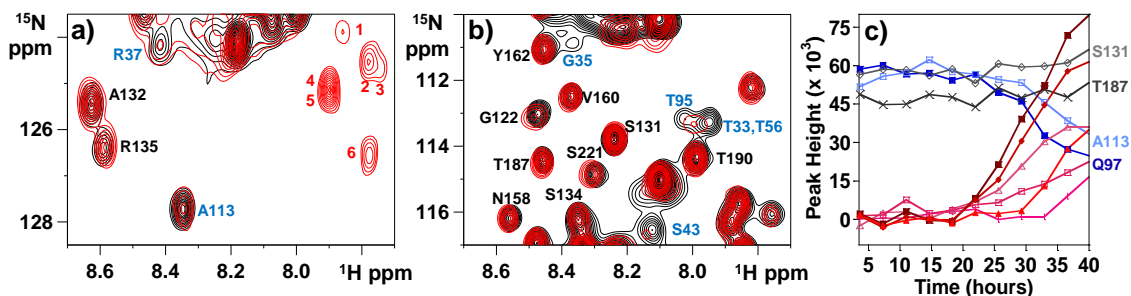 15N
ppm
a)
R37
1
4
5
2
3
6
A132
R135
A113
126
128
8.6
8.4
8.2
8.0
1H ppm
15N
ppm
b)
Y162
G35
112
V160
T95
G122
S131
T33,T56
114
T187
S221
T190
N158
S134
116
S43
8.6
8.4
8.2
8.0
1H ppm
c)
Peak Height (x 10³)
75
60
45
30
15
0
S131
T187
A113
Q97
5
10
15
20
25
30
35
40
Time (hours)